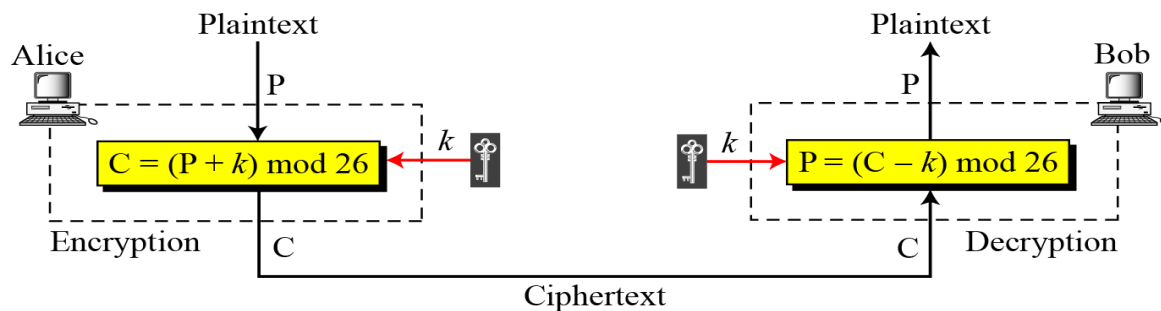 Plaintext
Plaintext
Alice
Bob
P
P
k
k
C = (P + k) mod 26
P = (C – k) mod 26
Encryption
C
C
Decryption
Ciphertext